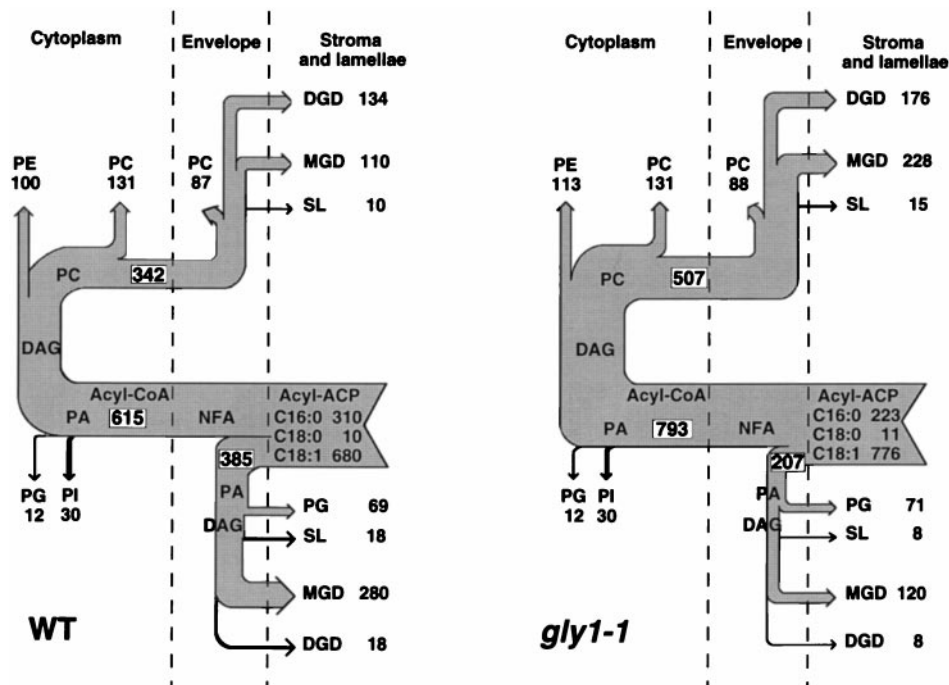 Cytoplasm
Envelope
Stroma
and lamellae
DGD 134
PE
100
PC
131
PC
87
MGD 110
SL 10
PC
342
DAG
Acyl-CoA
PA
615
NFA
Acyl-ACP
C16:0 310
C18:0 10
C18:1 680
385
PA
DAG
PG
12
PI
30
PG 69
SL 18
MGD 280
DGD 18
WT
Cytoplasm
Envelope
Stroma
and lamellae
DGD 176
PE
113
PC
131
PC
88
MGD 228
SL 15
PC
507
DAG
Acyl-CoA
PA
793
NFA
Acyl-ACP
C16:0 223
C18:0 11
C18:1 776
207
PA
DAG
PG
12
PI
30
PG 71
SL 8
MGD 120
DGD 8
gly1-1